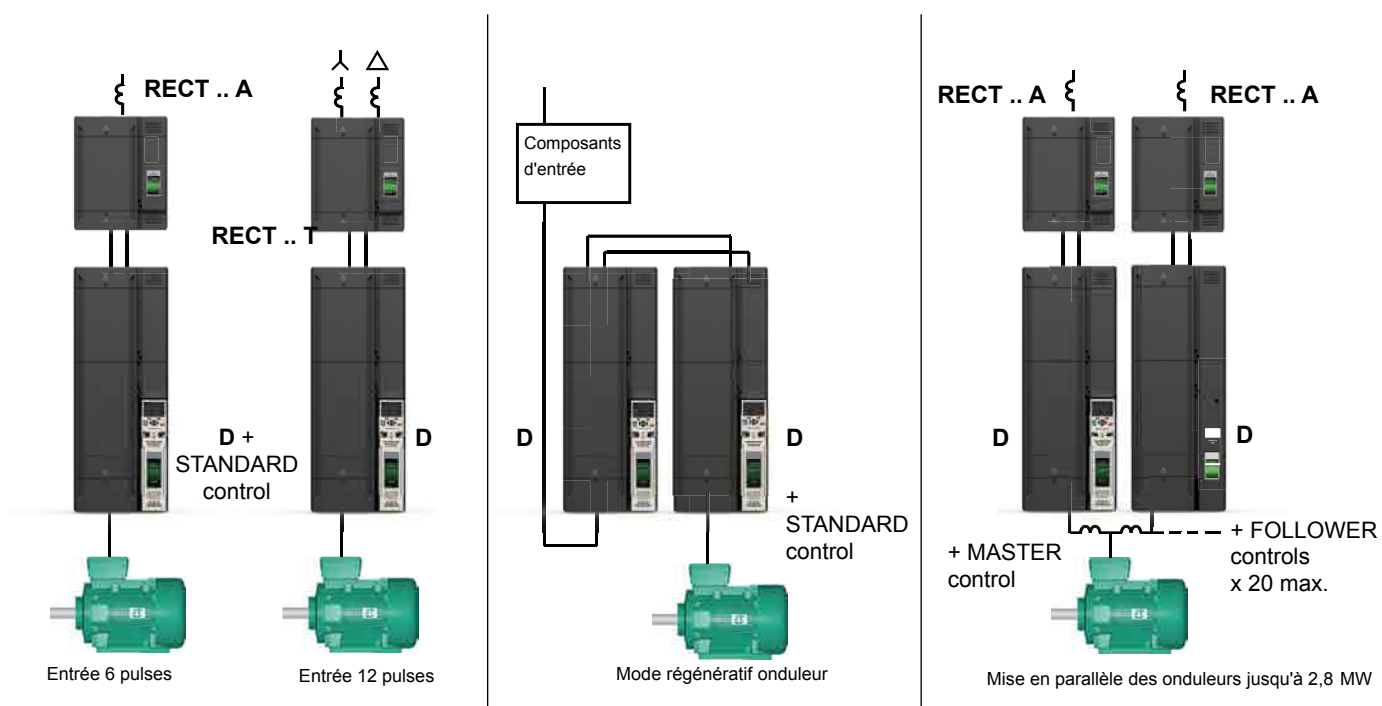 RECT .. A
RECT .. T
D +
STANDARD
control
D
Entrée 6 pulses
Entrée 12 pulses
Composants
d'entrée
D
D
+
STANDARD
control
Mode régénératif onduleur
RECT .. A
RECT .. A
D
D
+ MASTER
control
+ FOLLOWER
controls
x 20 max.
Mise en parallèle des onduleurs jusqu'à 2,8 MW